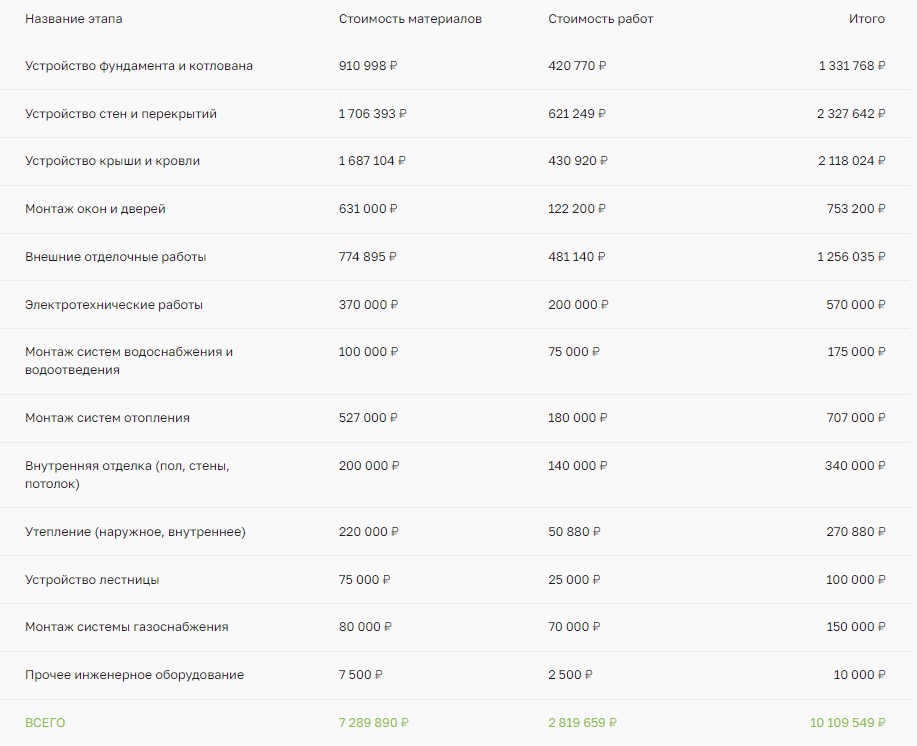 Название этапа Стоимость материалов Стоимость работ Итого
Устройство фундамента и котлована 910 998 ₽ 420 770 ₽ 1 331 768 ₽
Устройство стен и перекрытий 1 706 393 ₽ 621 249 ₽ 2 327 642 ₽
Устройство крыши и кровли 1 687 104 ₽ 430 920 ₽ 2 118 024 ₽
Монтаж окон и дверей 631 000 ₽ 122 200 ₽ 753 200 ₽
Внешние отделочные работы 774 895 ₽ 481 140 ₽ 1 256 035 ₽
Электротехнические работы 370 000 ₽ 200 000 ₽ 570 000 ₽
Монтаж систем водоснабжения и 100 000 ₽ 75 000 ₽ 175 000 ₽
водоотведения
Монтаж систем отопления 527 000 ₽ 180 000 ₽ 707 000 ₽
Внутренняя отделка (пол, стены, 200 000 ₽ 140 000 ₽ 340 000 ₽
потолок)
Утепление (наружное, внутреннее) 220 000 ₽ 50 880 ₽ 270 880 ₽
Устройство лестницы 75 000 ₽ 25 000 ₽ 100 000 ₽
Монтаж системы газоснабжения 80 000 ₽ 70 000 ₽ 150 000 ₽
Прочее инженерное оборудование 7 500 ₽ 2 500 ₽ 10 000 ₽
ВСЕГО 7 289 890 ₽ 2 819 659 ₽ 10 109 549 ₽